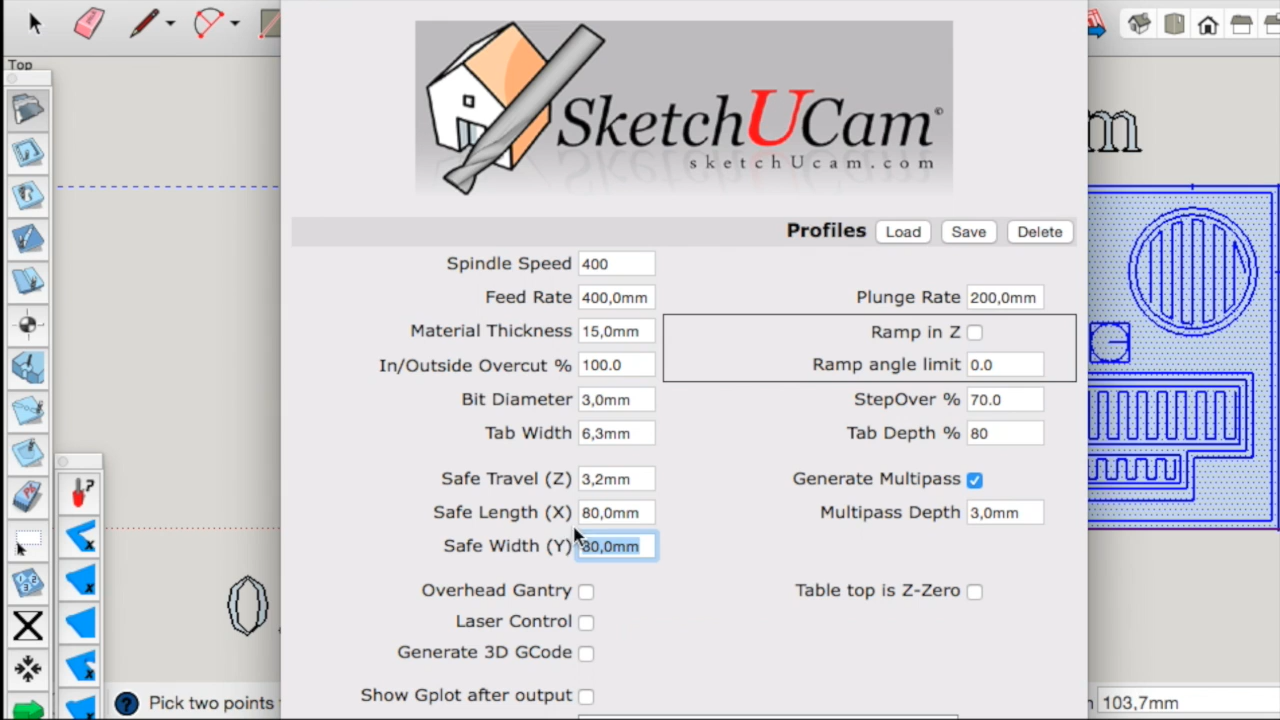 Top
SketchUCam
©
sketchUcam.com
m
Profiles Load Save Delete
Spindle Speed 400
Feed Rate 400,0mm Plunge Rate 200,0mm
Material Thickness 15,0mm Ramp in Z
In/Outside Overcut % 100.0 Ramp angle limit 0.0
Bit Diameter 3,0mm StepOver % 70.0
Tab Width 6,3mm Tab Depth % 80
Safe Travel (Z) 3,2mm Generate Multipass
Safe Length (X) 80,0mm Multipass Depth 3,0mm
Safe Width (Y) 80,0mm
Overhead Gantry Table top is Z-Zero
Laser Control
Generate 3D GCode
Show Gplot after output
0,
Pick two points
103,7mm